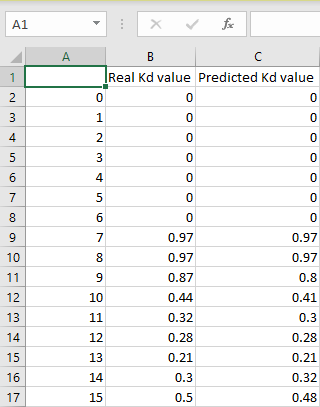 A1 fx
A B C
1 Real Kd value Predicted Kd value
2 0 0 0
3 1 0 0
4 2 0 0
5 3 0 0
6 4 0 0
7 5 0 0
8 6 0 0
9 7 0.97 0.97
10 8 0.97 0.97
11 9 0.87 0.8
12 10 0.44 0.41
13 11 0.32 0.3
14 12 0.28 0.28
15 13 0.21 0.21
16 14 0.3 0.32
17 15 0.5 0.48